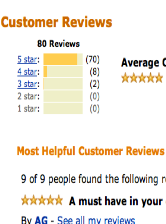 Customer Reviews
80 Reviews
5 star: (70)
4 star: (8)
3 star: (2)
2 star: (0)
1 star: (0)
Average C
Most Helpful Customer Reviews
9 of 9 people found the following r
A must have in your
By AG - See all my reviews